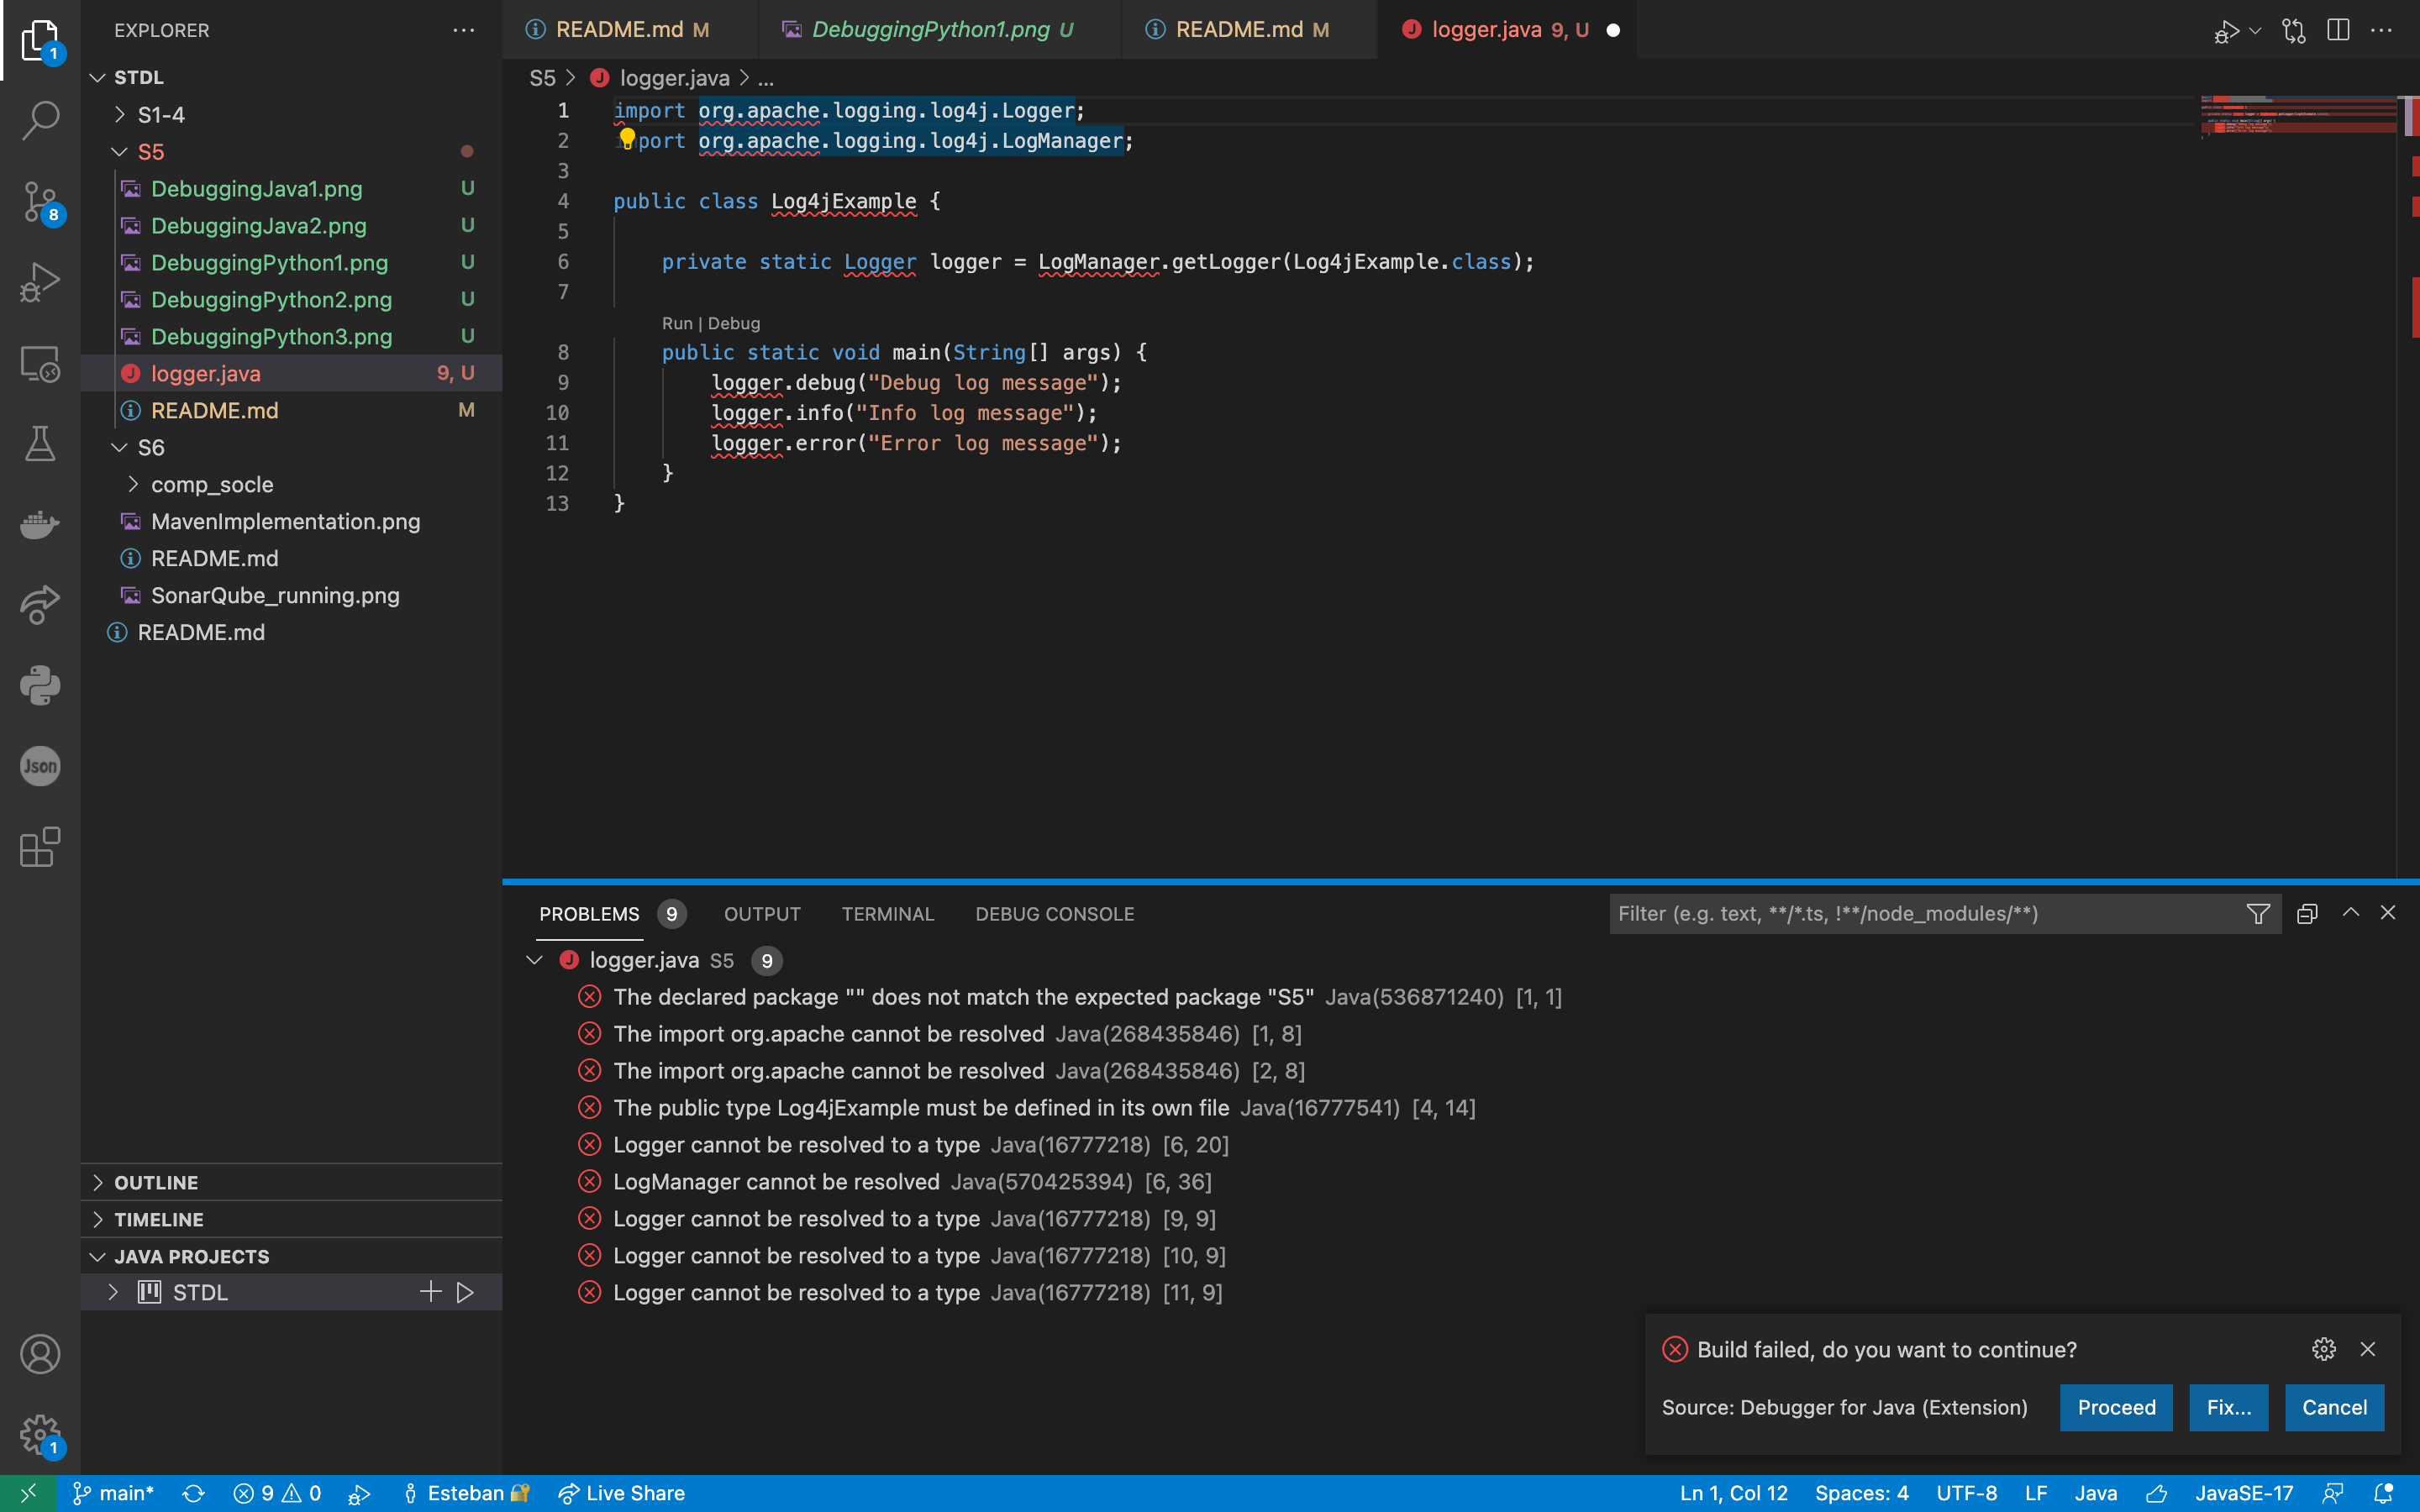 EXPLORER
STDL
S1-4
S5
DebuggingJava1.png U
DebuggingJava2.png U
DebuggingPython1.png U
DebuggingPython2.png U
DebuggingPython3.png U
logger.java 9, U
README.md M
S6
comp_socle
MavenImplementation.png
README.md
SonarQube_running.png
README.md
OUTLINE
TIMELINE
JAVA PROJECTS
STDL
1
8
Json
1
README.md M
DebuggingPython1.png U
README.md M
logger.java 9, U
S5 > logger.java > ...
1 import org.apache.logging.log4j.Logger;
2 import org.apache.logging.log4j.LogManager;
3
4 public class Log4jExample {
5
6 private static Logger logger = LogManager.getLogger(Log4jExample.class);
7
Run | Debug
8 public static void main(String[] args) {
9 logger.debug("Debug log message");
10 logger.info("Info log message");
11 logger.error("Error log message");
12 }
13 }
PROBLEMS 9 OUTPUT TERMINAL DEBUG CONSOLE
Filter (e.g. text, **/*.ts, !**/node_modules/**)
logger.java S5 9
The declared package "" does not match the expected package "S5" Java(536871240) [1, 1]
The import org.apache cannot be resolved Java(268435846) [1, 8]
The import org.apache cannot be resolved Java(268435846) [2, 8]
The public type Log4jExample must be defined in its own file Java(16777541) [4, 14]
Logger cannot be resolved to a type Java(16777218) [6, 20]
LogManager cannot be resolved Java(570425394) [6, 36]
Logger cannot be resolved to a type Java(16777218) [9, 9]
Logger cannot be resolved to a type Java(16777218) [10, 9]
Logger cannot be resolved to a type Java(16777218) [11, 9]
Build failed, do you want to continue?
Source: Debugger for Java (Extension) Proceed Fix... Cancel
main* 9 0 Esteban Live Share Ln 1, Col 12 Spaces: 4 UTF-8 LF Java JavaSE-17